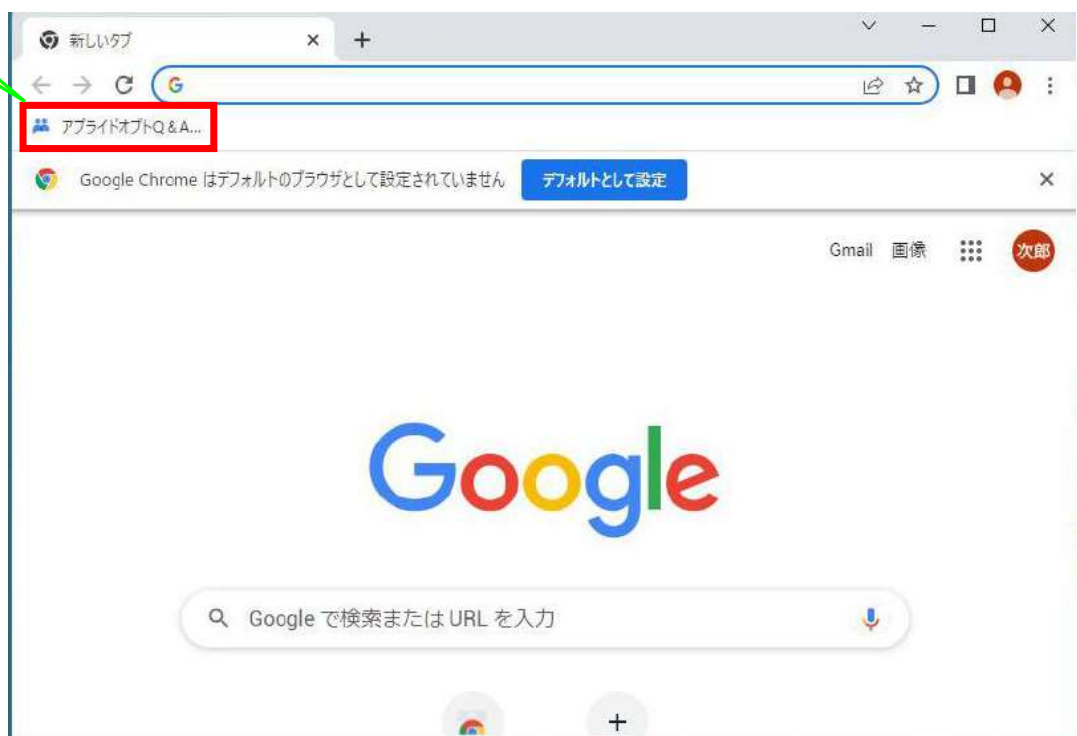 新しいタブ
アプライドオプトQ&A...
Google Chrome はデフォルトのブラウザとして設定されていません
デフォルトとして設定
Gmail 画像 次郎
Google
Google で検索または URL を入力